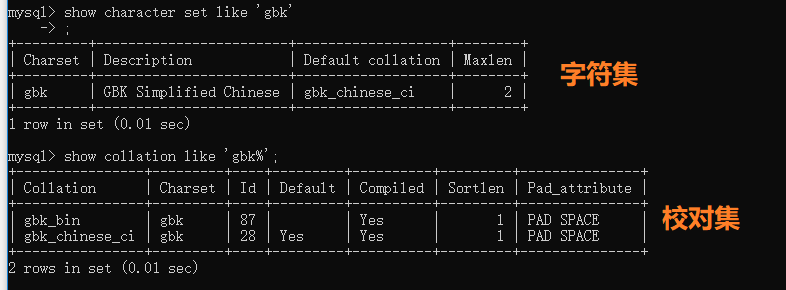 mysql> show character set like 'gbk'
    -> ;
+---------+------------------------+-------------------+--------+
| Charset | Description            | Default collation | Maxlen |
+---------+------------------------+-------------------+--------+
| gbk     | GBK Simplified Chinese | gbk_chinese_ci    |      2 |
+---------+------------------------+-------------------+--------+
1 row in set (0.01 sec)
字符集
mysql> show collation like 'gbk%';
+----------------+---------+----+---------+----------+---------+---------------+
| Collation      | Charset | Id | Default | Compiled | Sortlen | Pad_attribute |
+----------------+---------+----+---------+----------+---------+---------------+
| gbk_bin        | gbk     | 87 |         | Yes      |       1 | PAD SPACE     |
| gbk_chinese_ci | gbk     | 28 | Yes     | Yes      |       1 | PAD SPACE     |
+----------------+---------+----+---------+----------+---------+---------------+
校对集
2 rows in set (0.01 sec)